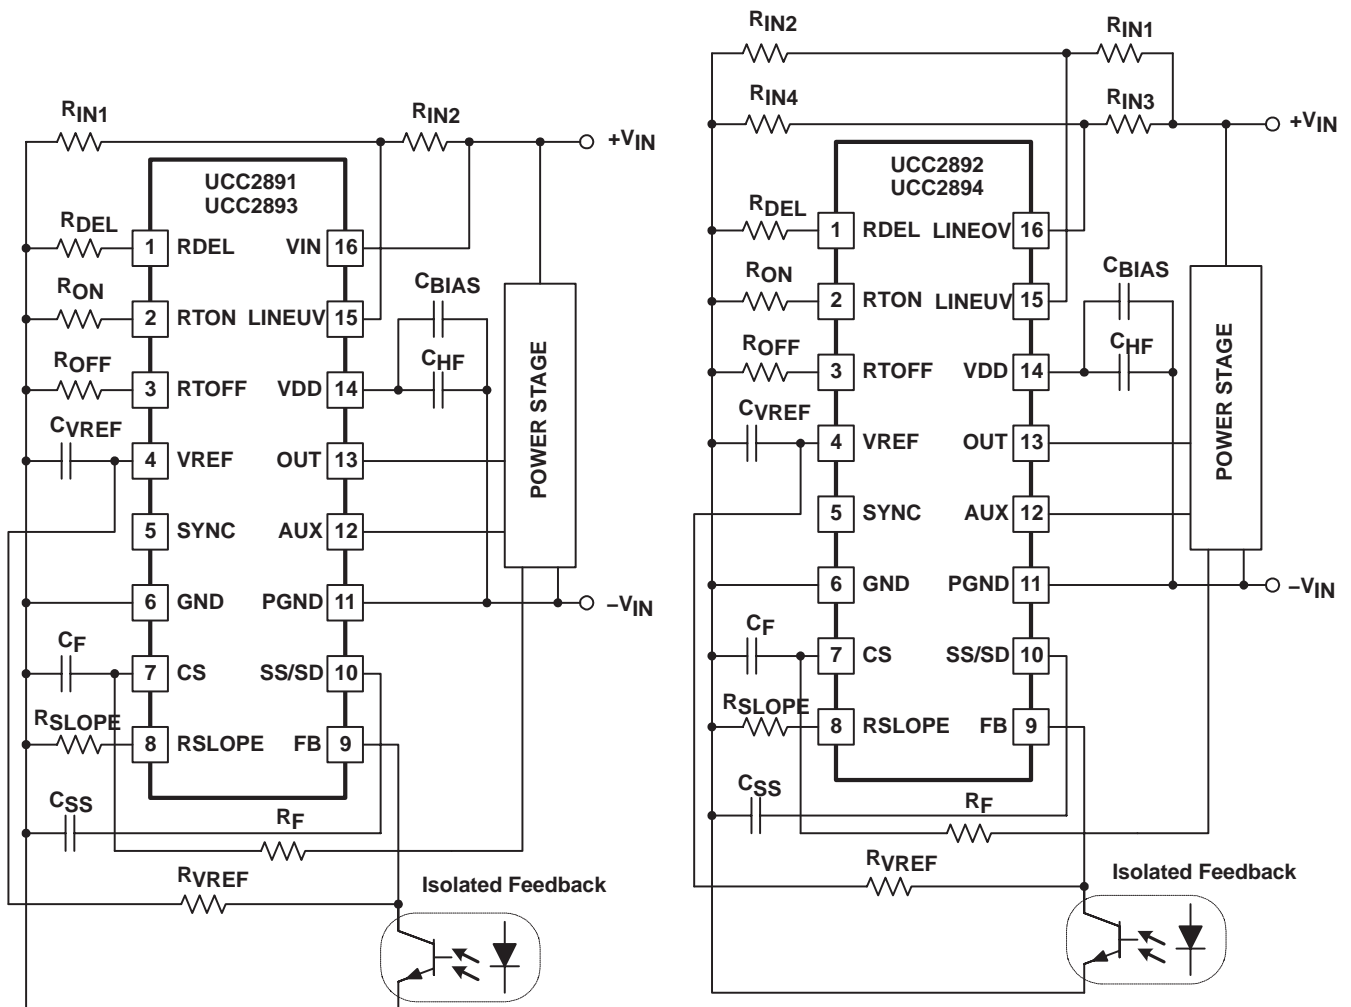 RIN1
RIN2
+VIN
UCC2891
UCC2893
RDEL
1 RDEL VIN 16
RON
CBIAS
2 RTON LINEUV 15
ROFF
CHF
3 RTOFF VDD 14
CVREF
4 VREF OUT 13
5 SYNC AUX 12
POWER STAGE
6 GND PGND 11
–VIN
CF
7 CS SS/SD 10
RSLOPE
8 RSLOPE FB 9
CSS
RF
RVREF
Isolated Feedback
RIN2
RIN1
RIN4
RIN3
+VIN
UCC2892
UCC2894
RDEL
1 RDEL LINEOV 16
RON
CBIAS
2 RTON LINEUV 15
ROFF
CHF
3 RTOFF VDD 14
CVREF
4 VREF OUT 13
5 SYNC AUX 12
POWER STAGE
6 GND PGND 11
–VIN
CF
7 CS SS/SD 10
RSLOPE
8 RSLOPE FB 9
CSS
RF
RVREF
Isolated Feedback